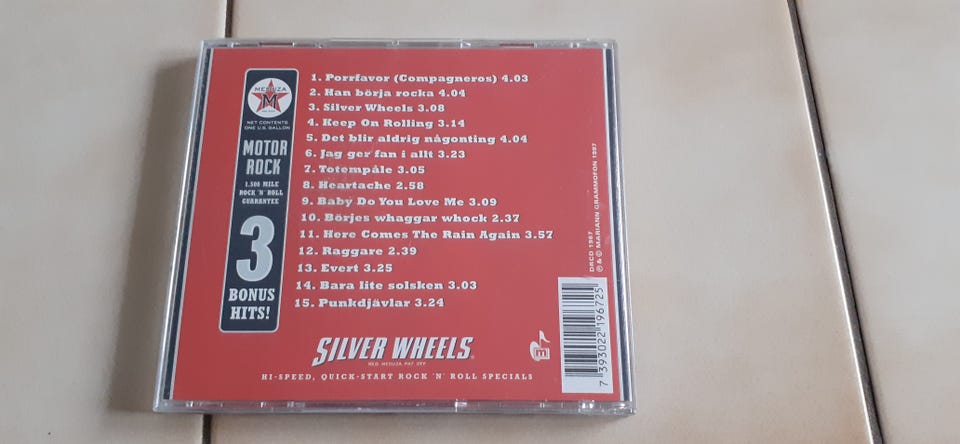 1. Porrfavor (Compagneros) 4.03
2. Han börja rocka 4.04
3. Silver Wheels 3.08
4. Keep On Rolling 3.14
5. Det blir aldrig någonting 4.04
6. Jag ger fan i allt 3.23
7. Totempåle 3.05
8. Heartache 2.58
9. Baby Do You Love Me 3.09
10. Börjes whaggar whock 2.37
11. Here Comes The Rain Again 3.57
12. Raggare 2.39
13. Evert 3.25
14. Bara lite solsken 3.03
15. Punkdjävlar 3.24
MEDUZA
M
NET CONTENTS
ONE U.S. GALLON
MOTOR
ROCK
1.500 MILE
ROCK 'N' ROLL
GUARANTEE
3
BONUS
HITS!
SILVER WHEELS
REG MEDUZA PAT OFF
HI-SPEED, QUICK-START ROCK 'N' ROLL SPECIALS
DRCD 1967
℗ & © MARIANN GRAMMOFON 1997
m
7 393022 196725